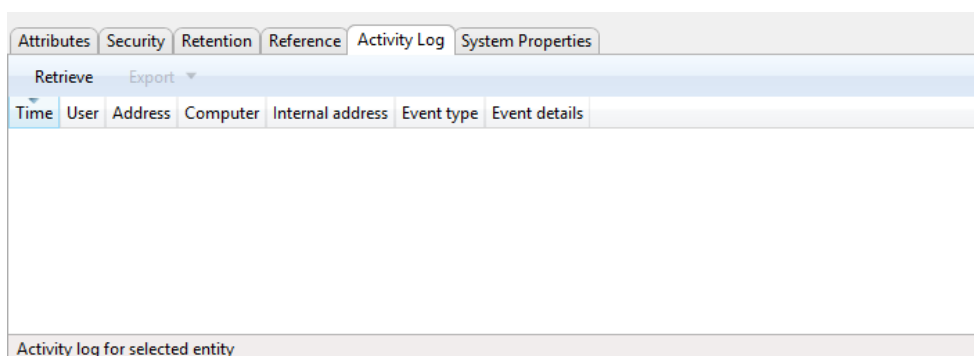 Attributes Security Retention Reference Activity Log System Properties
Retrieve Export
Time User Address Computer Internal address Event type Event details
Activity log for selected entity